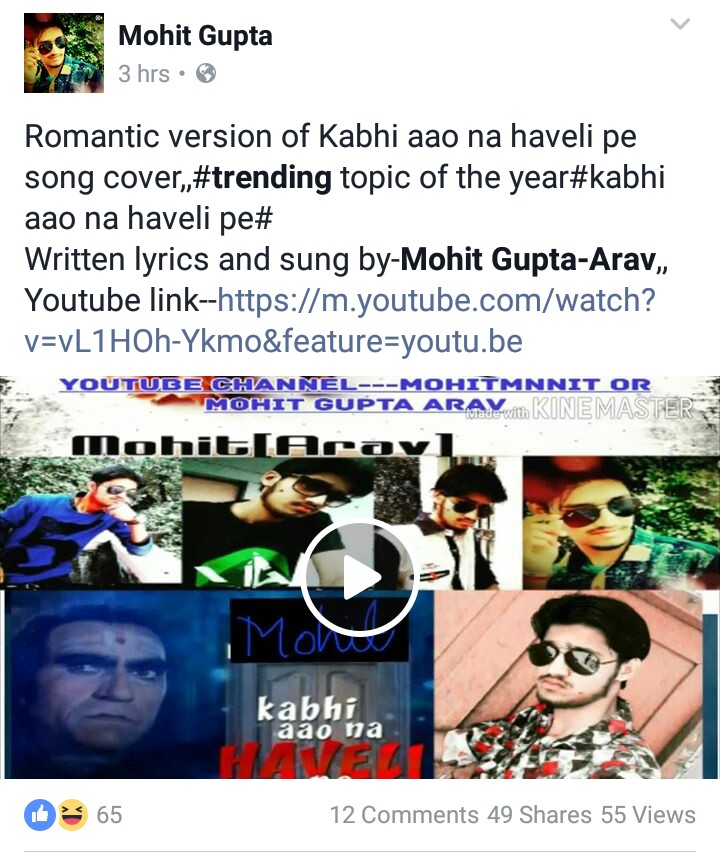 Mohit Gupta
3 hrs •
Romantic version of Kabhi aao na haveli pe
song cover,,#trending topic of the year#kabhi
aao na haveli pe#
Written lyrics and sung by-Mohit Gupta-Arav,,
Youtube link--https://m.youtube.com/watch?
v=vL1HOh-Ykmo&feature=youtu.be
YOUTUBE CHANNEL---MOHITMNNIT OR
MOHIT GUPTA ARAV
Made with KINEMASTER
Mohit[Arav]
Mohit
kabhi
aao na
HAVELI
65
12 Comments 49 Shares 55 Views